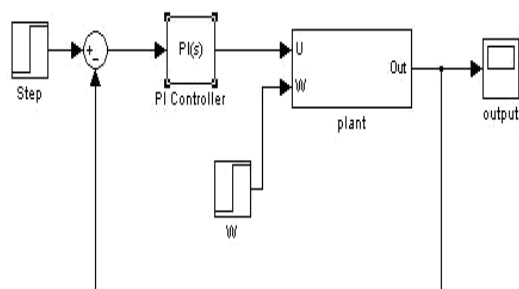 PI(s)
U
+
−
Out
W
Step
PI Controller
output
plant
W